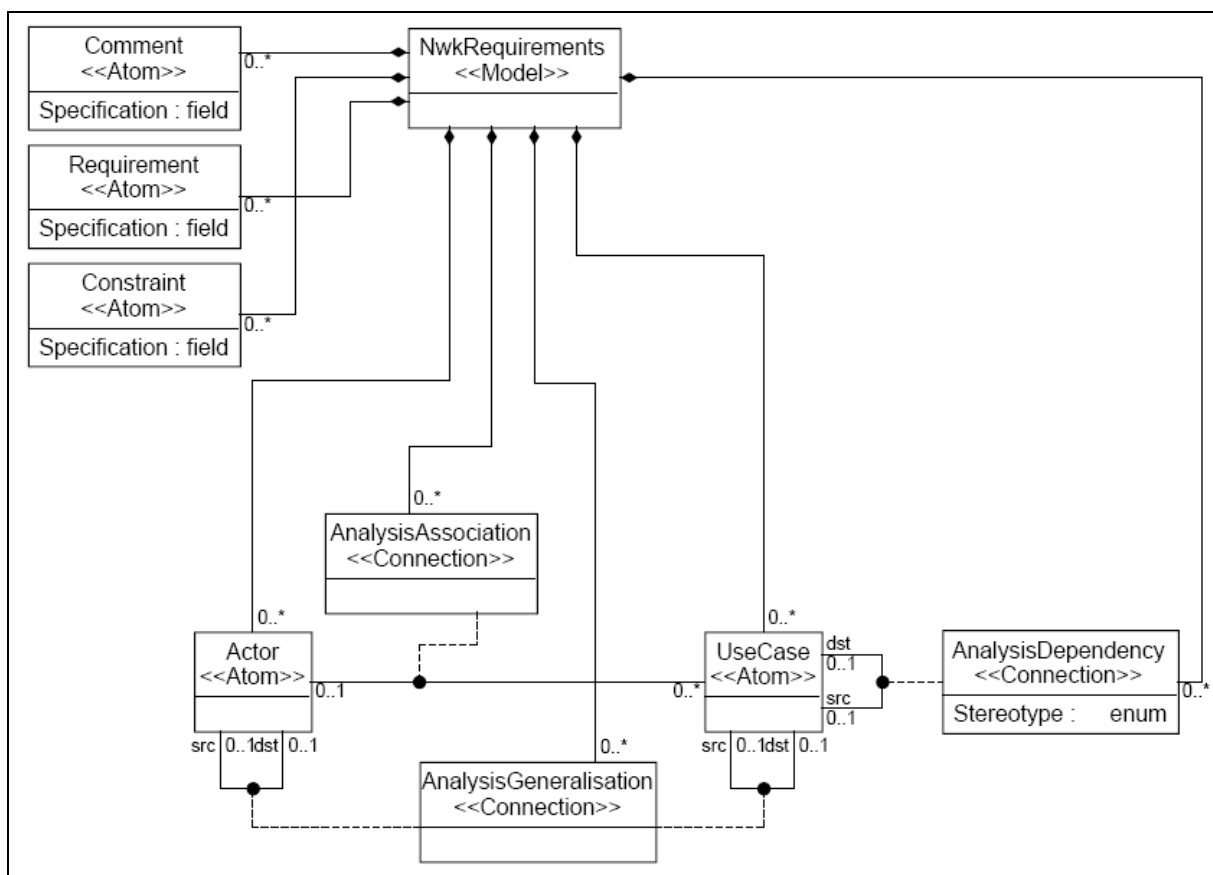 Comment
<<Atom>>
Specification : field
0..*
NwkRequirements
<<Model>>
Requirement
<<Atom>>
Specification : field
0..*
Constraint
<<Atom>>
Specification : field
0..*
0..*
AnalysisAssociation
<<Connection>>
0..*
Actor
<<Atom>>
0..1
src 0..1 dst 0..1
0..*
UseCase
<<Atom>>
0..*
dst
0..1
src
0..1
src 0..1 dst 0..1
AnalysisDependency
<<Connection>>
Stereotype : enum
0..*
0..*
AnalysisGeneralisation
<<Connection>>